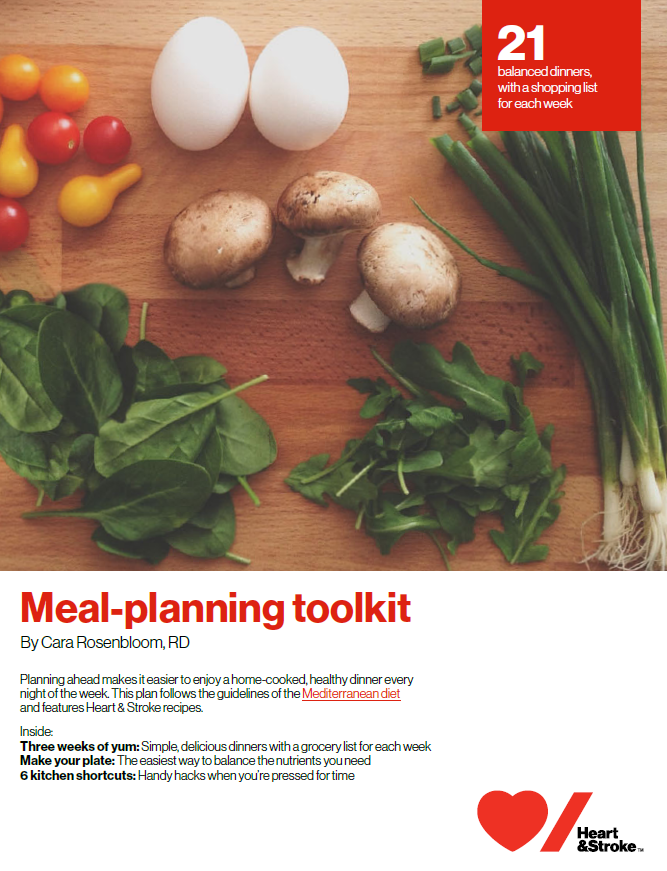 21
balanced dinners,
with a shopping list
for each week
Meal-planning toolkit
By Cara Rosenbloom, RD
Planning ahead makes it easier to enjoy a home-cooked, healthy dinner every
night of the week. This plan follows the guidelines of the Mediterranean diet
and features Heart & Stroke recipes.
Inside:
Three weeks of yum: Simple, delicious dinners with a grocery list for each week
Make your plate: The easiest way to balance the nutrients you need
6 kitchen shortcuts: Handy hacks when you're pressed for time
Heart
&Stroke™